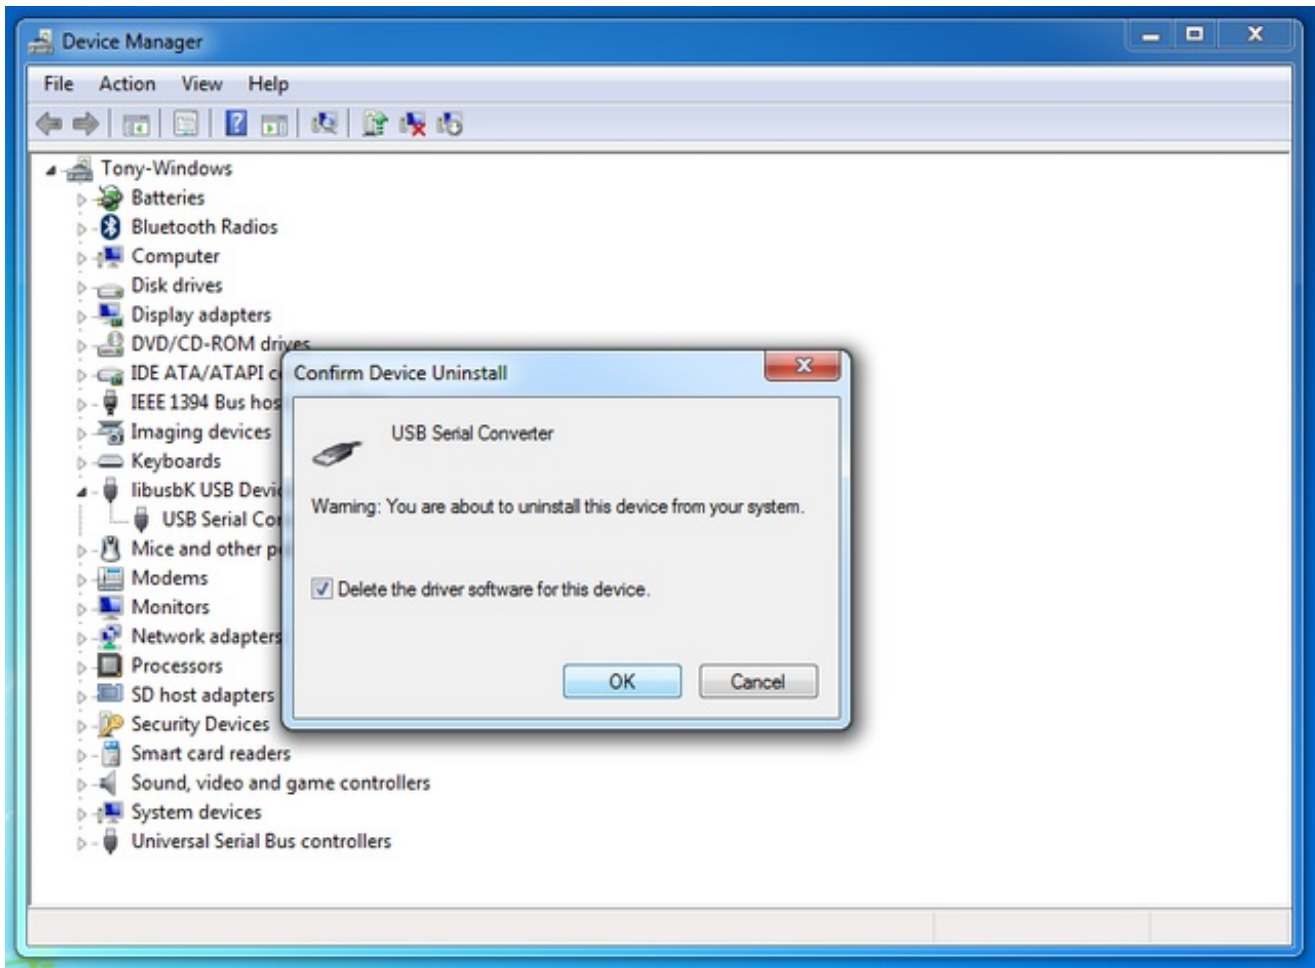 Device Manager
File Action View Help
Tony-Windows
Batteries
Bluetooth Radios
Computer
Disk drives
Display adapters
DVD/CD-ROM drives
IDE ATA/ATAPI
Confirm Device Uninstall
IEEE 1394 Bus hos
USB Serial Converter
Imaging devices
Keyboards
libusbK USB Devi
Warning: You are about to uninstall this device from your system.
USB Serial Con
Mice and other p
Modems
Delete the driver software for this device.
Monitors
Network adapters
Processors
OK Cancel
SD host adapters
Security Devices
Smart card readers
Sound, video and game controllers
System devices
Universal Serial Bus controllers